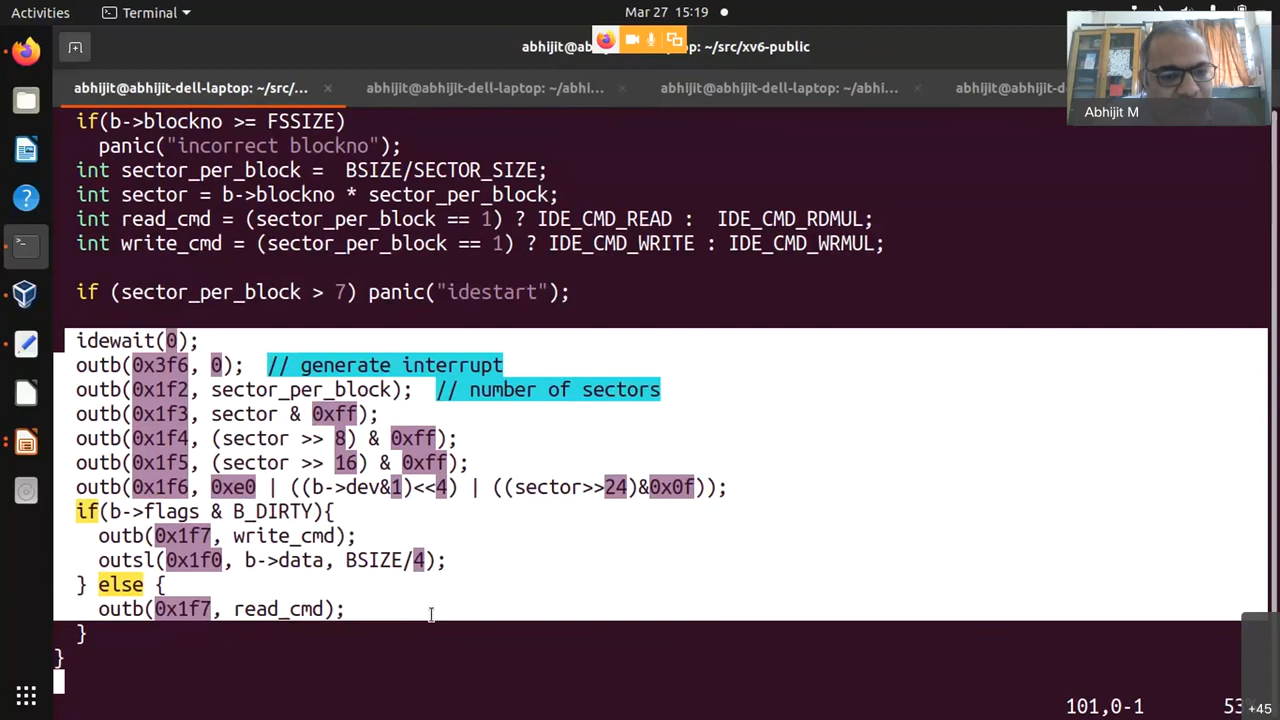 Activities
Terminal
Mar 27 15:19
abhijit@ab
op: ~/src/xv6-public
abhijit@abhijit-dell-laptop: ~/src/...
abhijit@abhijit-dell-laptop: ~/abhi...
abhijit@abhijit-dell-laptop: ~/abhi...
abhijit@abhijit-dell-l
Abhijit M
if(b->blockno >= FSSIZE)
panic("incorrect blockno");
int sector_per_block =  BSIZE/SECTOR_SIZE;
int sector = b->blockno * sector_per_block;
int read_cmd = (sector_per_block == 1) ? IDE_CMD_READ :  IDE_CMD_RDMUL;
int write_cmd = (sector_per_block == 1) ? IDE_CMD_WRITE : IDE_CMD_WRMUL;
if (sector_per_block > 7) panic("idestart");
idewait(0);
outb(0x3f6, 0);  // generate interrupt
outb(0x1f2, sector_per_block);  // number of sectors
outb(0x1f3, sector & 0xff);
outb(0x1f4, (sector >> 8) & 0xff);
outb(0x1f5, (sector >> 16) & 0xff);
outb(0x1f6, 0xe0 | ((b->dev&1)<<4) | ((sector>>24)&0x0f));
if(b->flags & B_DIRTY){
outb(0x1f7, write_cmd);
outsl(0x1f0, b->data, BSIZE/4);
} else {
outb(0x1f7, read_cmd);
}
}
101,0-1
53
+45